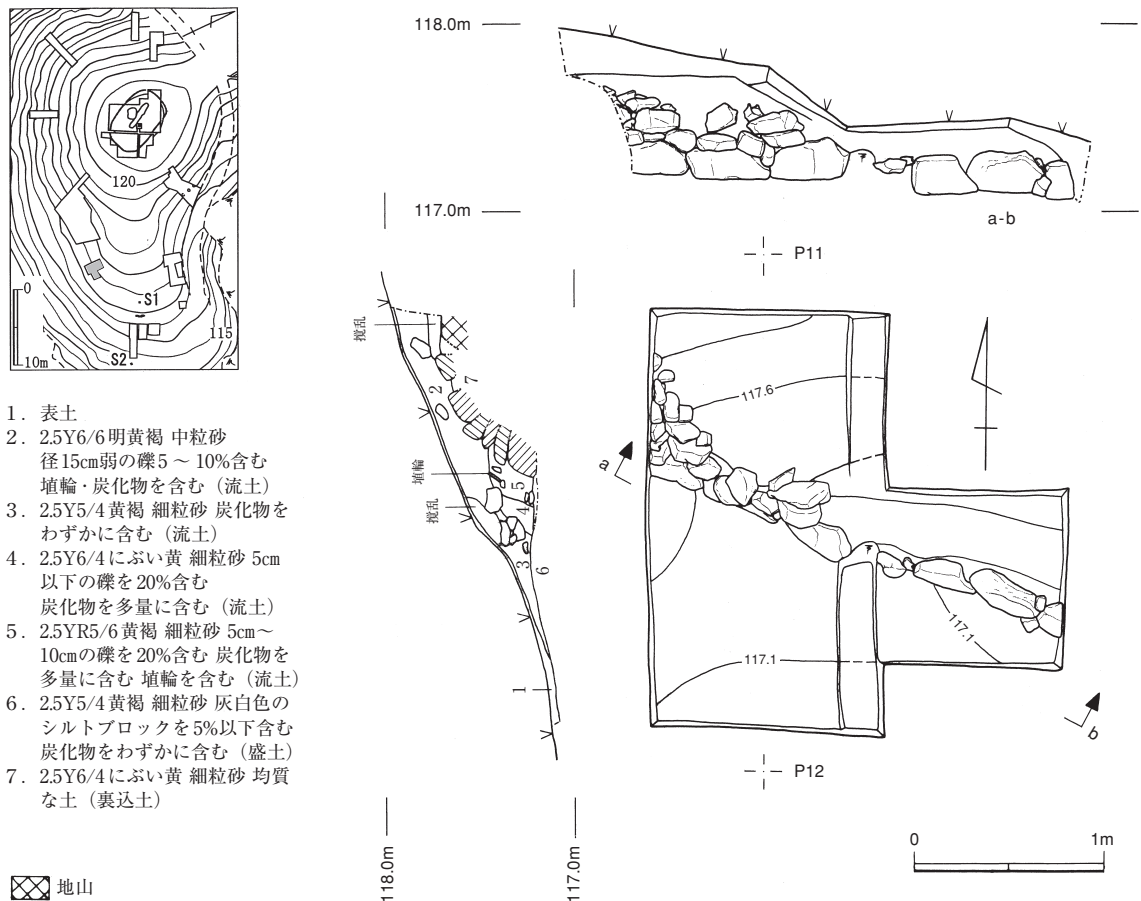 120
S1
115
S2
0
10m
118.0m
117.0m
a-b
P11
攪乱
2
7
埴輪
攪乱
5
4
3
6
1
118.0m
117.0m
117.6
a
117.1
117.1
b
P12
0
1m
1. 表土
2. 2.5Y6/6明黄褐 中粒砂
径15cm弱の礫5～10%含む
埴輪・炭化物を含む（流土）
3. 2.5Y5/4黄褐 細粒砂 炭化物を
わずかに含む（流土）
4. 2.5Y6/4にぶい黄 細粒砂 5cm
以下の礫を20%含む
炭化物を多量に含む（流土）
5. 2.5YR5/6黄褐 細粒砂 5cm～
10cmの礫を20%含む 炭化物を
多量に含む 埴輪を含む（流土）
6. 2.5Y5/4黄褐 細粒砂 灰白色の
シルトブロックを5%以下含む
炭化物をわずかに含む（盛土）
7. 2.5Y6/4にぶい黄 細粒砂 均質
な土（裏込土）
地山